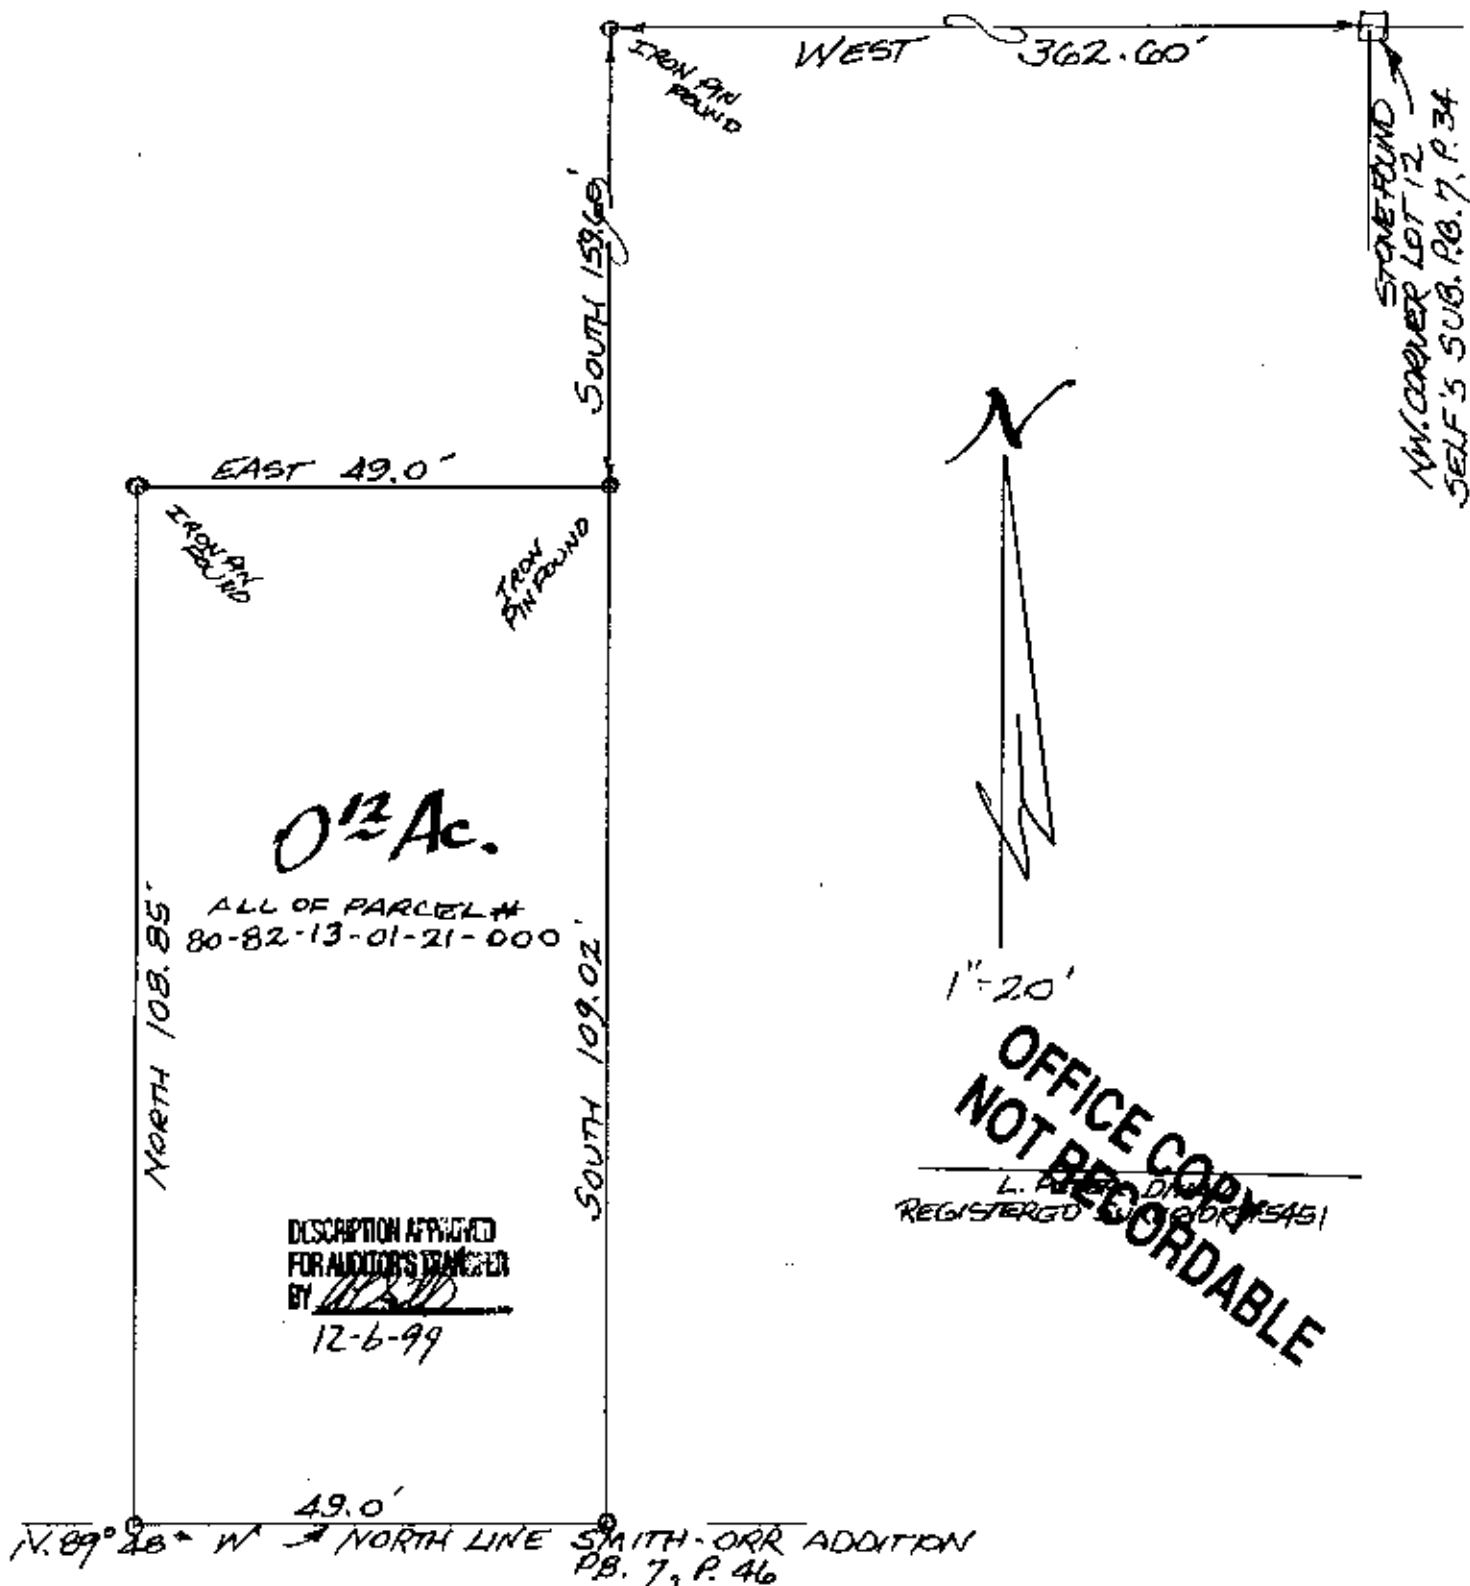 WEST 362.60'
IRON PIN
FOUND
STONE FOUND
N.W. CORNER LOT 12
SELF'S SUB. P.B. 7, P. 34
SOUTH 159.60'
EAST 49.0'
IRON PIN
FOUND
IRON
PIN FOUND
N
0 12 Ac.
ALL OF PARCEL #
80-82-13-01-21-000
NORTH 108.85'
SOUTH 109.02'
1"-20'
OFFICE COPY
NOT RECORDABLE
L.
REGISTERED
DESCRIPTION APPROVED
FOR AUDITOR'S TRANSFER
BY
12-6-99
49.0'
N. 89° W NORTH LINE SMITH-ORR ADDITION
PB. 7, P. 46